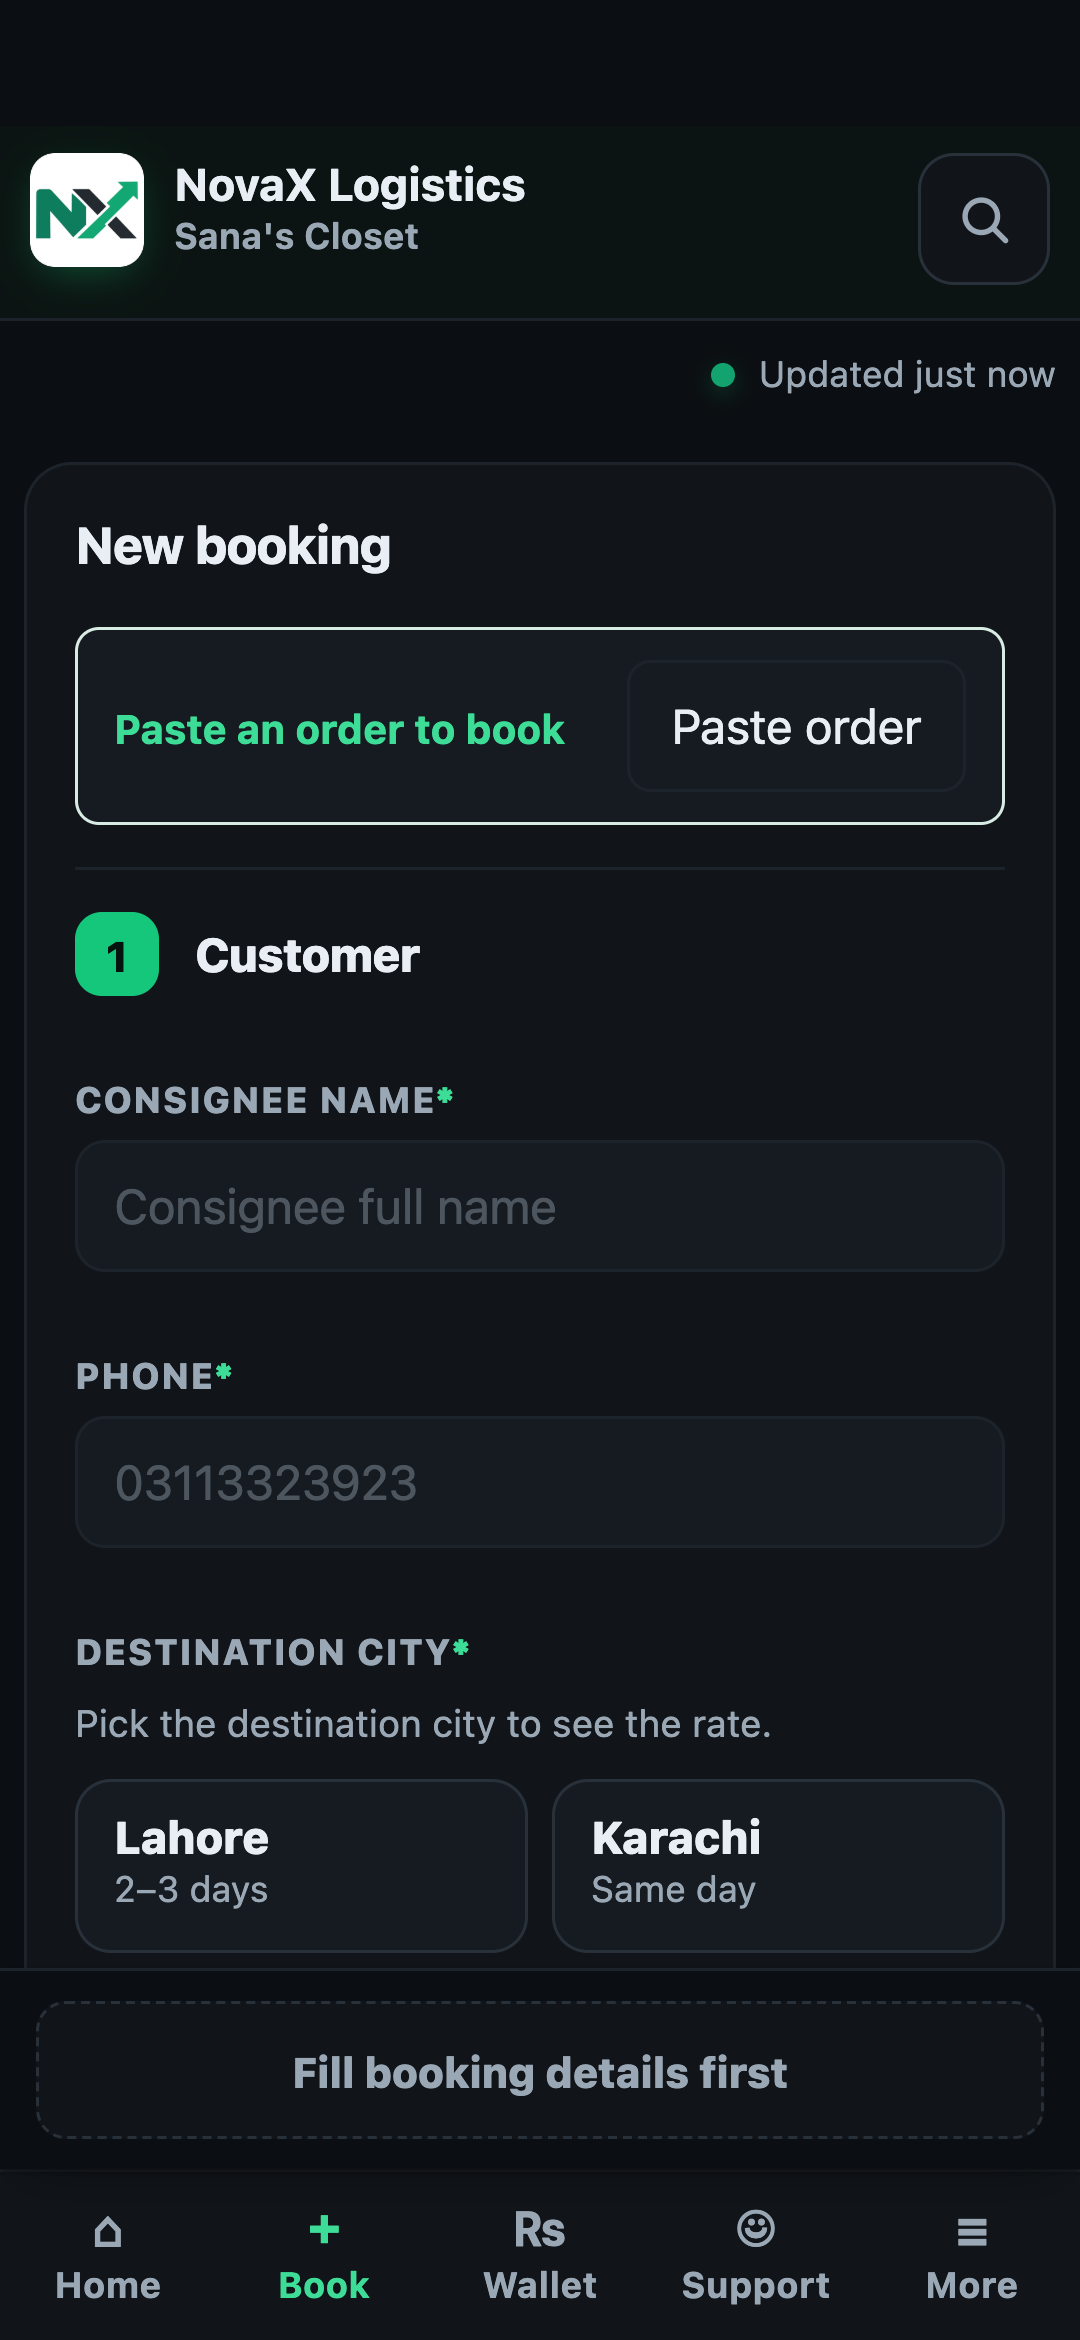 NX
NovaX Logistics
Sana's Closet
Updated just now
New booking
Paste an order to book
Paste order
1 Customer
CONSIGNEE NAME*
Consignee full name
PHONE*
03113323923
DESTINATION CITY*
Pick the destination city to see the rate.
Lahore
2–3 days
Karachi
Same day
Fill booking details first
Home
Book
Rs
Wallet
Support
More